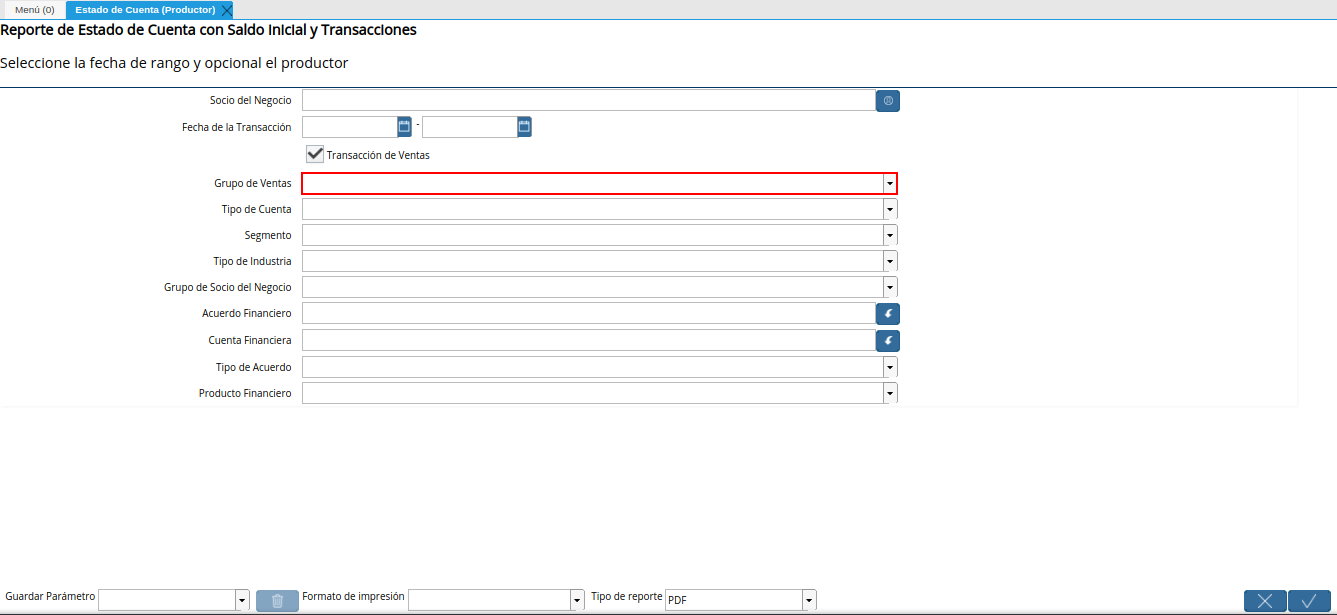 Menú (0) Estado de Cuenta (Productor)
Reporte de Estado de Cuenta con Saldo Inicial y Transacciones
Seleccione la fecha de rango y opcional el productor
Socio del Negocio
Fecha de la Transacción -
Transacción de Ventas
Grupo de Ventas
Tipo de Cuenta
Segmento
Tipo de Industria
Grupo de Socio del Negocio
Acuerdo Financiero
Cuenta Financiera
Tipo de Acuerdo
Producto Financiero
Guardar Parámetro Formato de impresión Tipo de reporte PDF